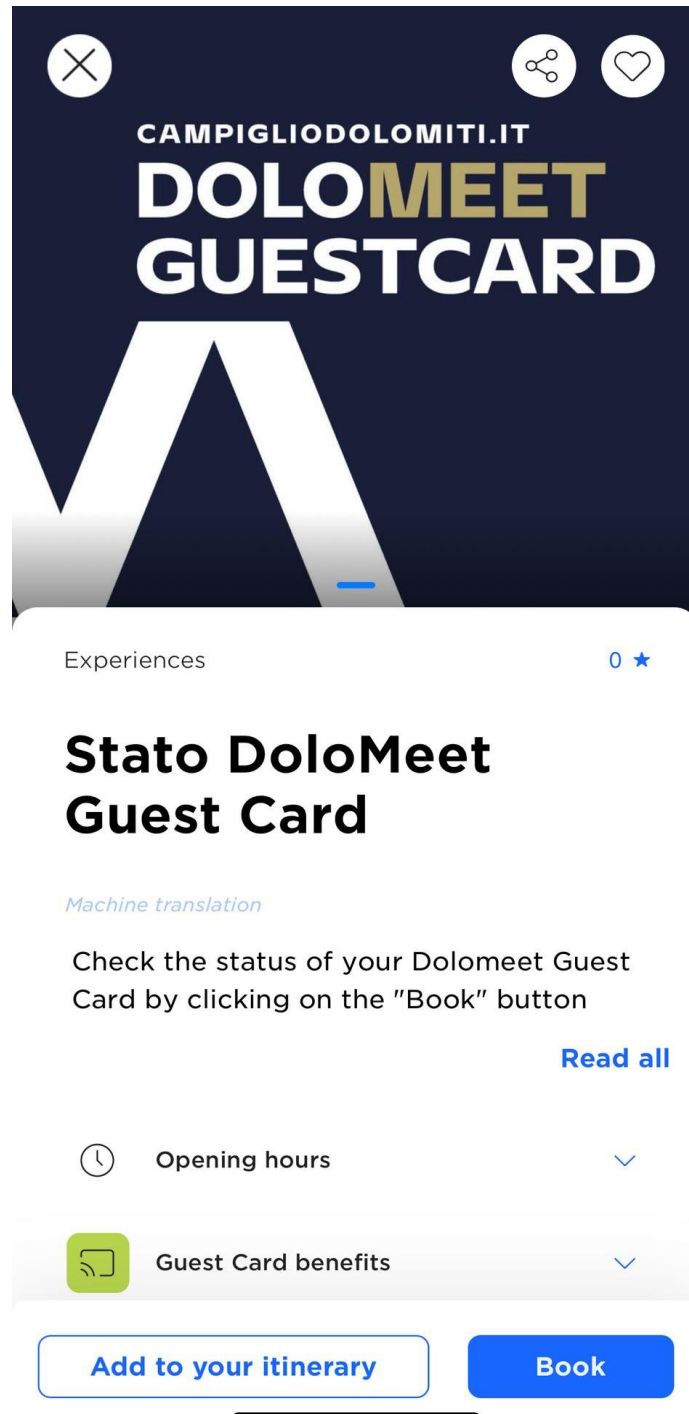 CAMPIGLIODOLOMITI.IT
DOLOMEET
GUESTCARD
Experiences
0
Stato DoloMeet
Guest Card
Machine translation
Check the status of your Dolomeet Guest
Card by clicking on the "Book" button
Read all
Opening hours
Guest Card benefits
Add to your itinerary
Book